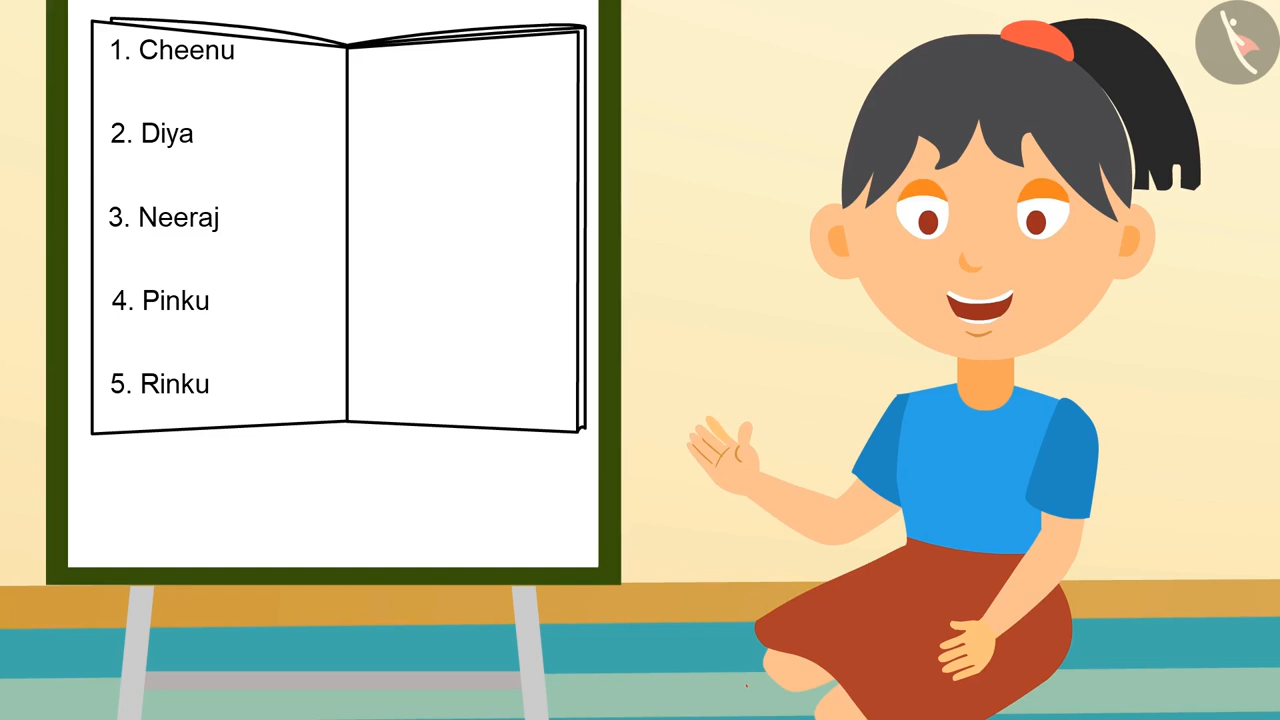 1. Cheenu
2. Diya
3. Neeraj
4. Pinku
5. Rinku